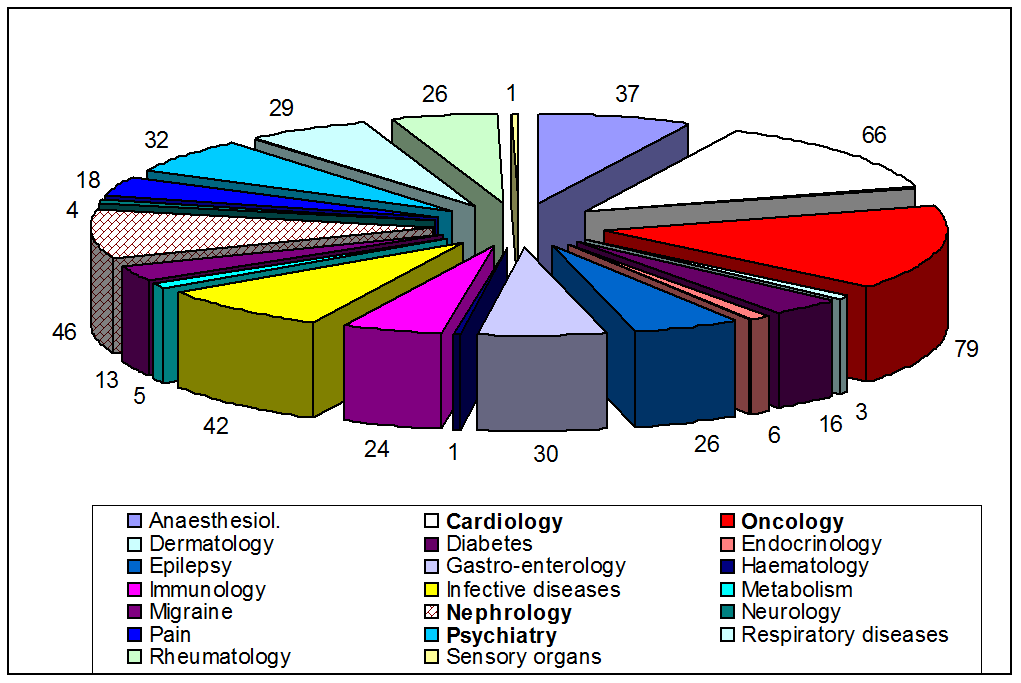 1
37
26
29
66
32
18
4
46
79
13
5
3
42
16
6
24
1
30
26
Anaesthesiol.
Cardiology
Oncology
Dermatology
Diabetes
Endocrinology
Epilepsy
Gastro-enterology
Haematology
Immunology
Infective diseases
Metabolism
Migraine
Nephrology
Neurology
Pain
Psychiatry
Respiratory diseases
Rheumatology
Sensory organs